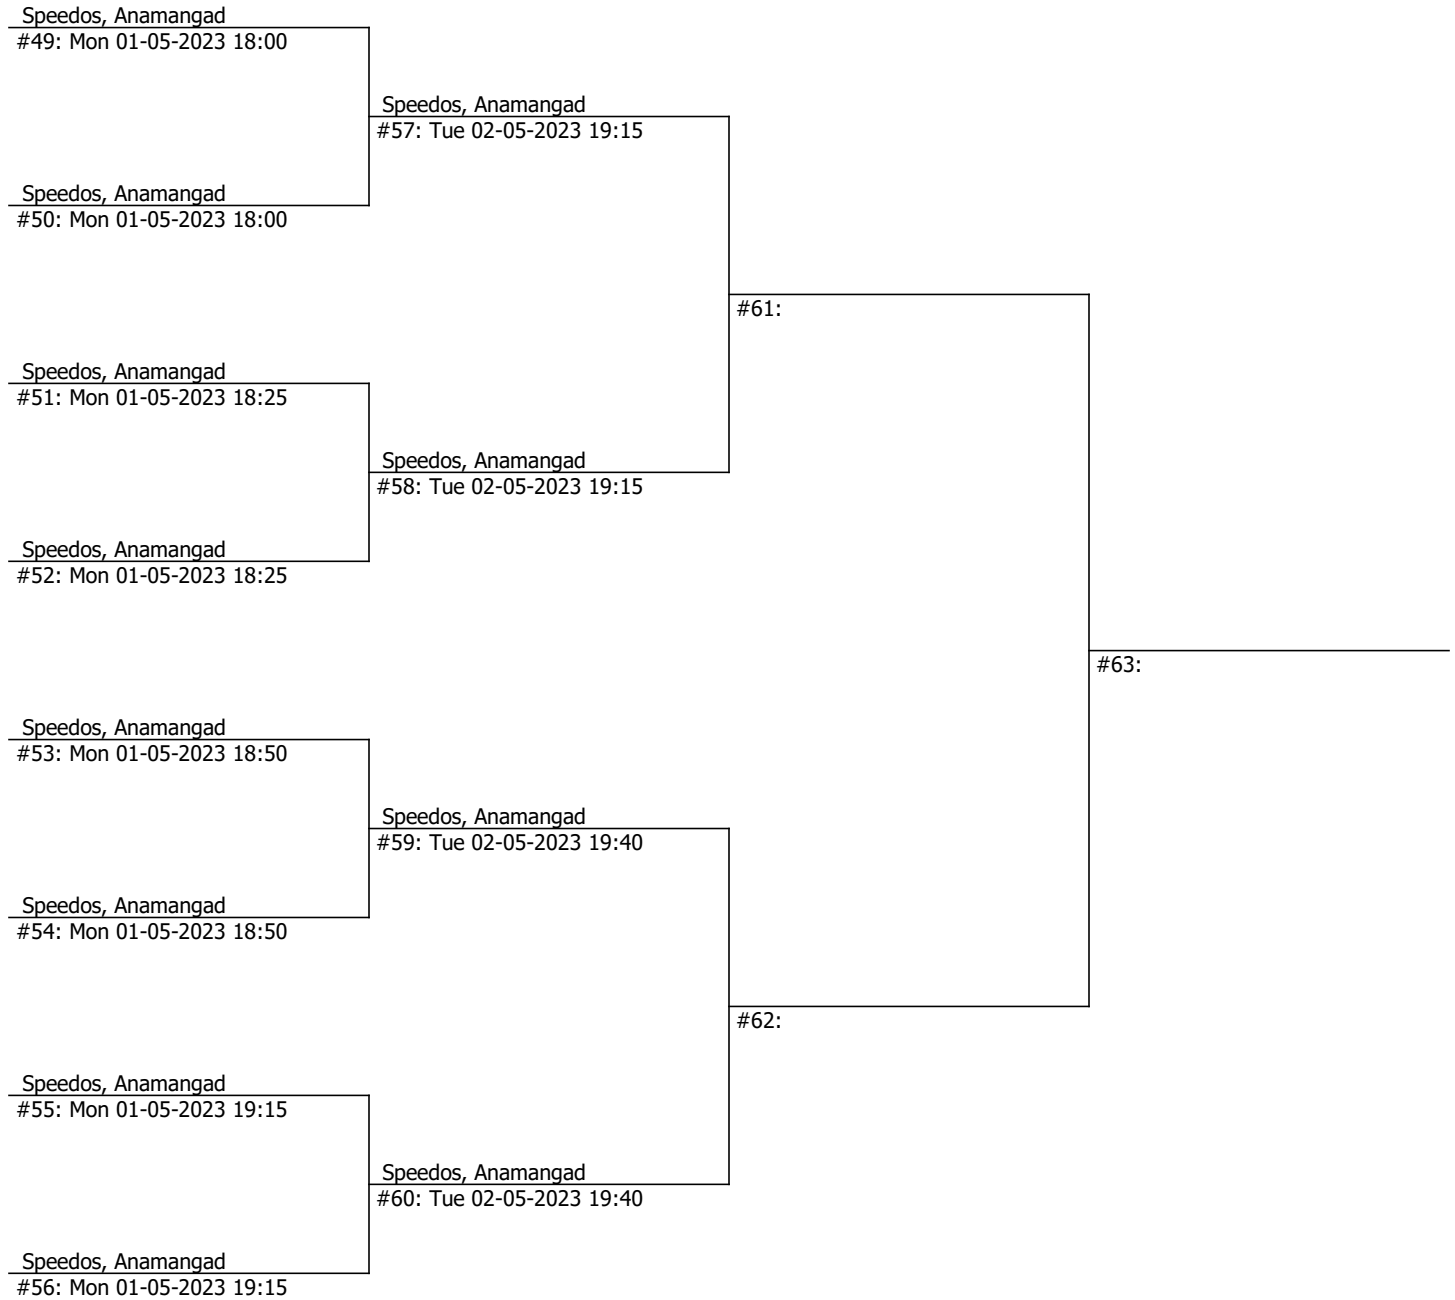 Speedos, Anamangad
#49: Mon 01-05-2023 18:00
Speedos, Anamangad
#57: Tue 02-05-2023 19:15
Speedos, Anamangad
#50: Mon 01-05-2023 18:00
#61:
Speedos, Anamangad
#51: Mon 01-05-2023 18:25
Speedos, Anamangad
#58: Tue 02-05-2023 19:15
Speedos, Anamangad
#52: Mon 01-05-2023 18:25
#63:
Speedos, Anamangad
#53: Mon 01-05-2023 18:50
Speedos, Anamangad
#59: Tue 02-05-2023 19:40
Speedos, Anamangad
#54: Mon 01-05-2023 18:50
#62:
Speedos, Anamangad
#55: Mon 01-05-2023 19:15
Speedos, Anamangad
#60: Tue 02-05-2023 19:40
Speedos, Anamangad
#56: Mon 01-05-2023 19:15